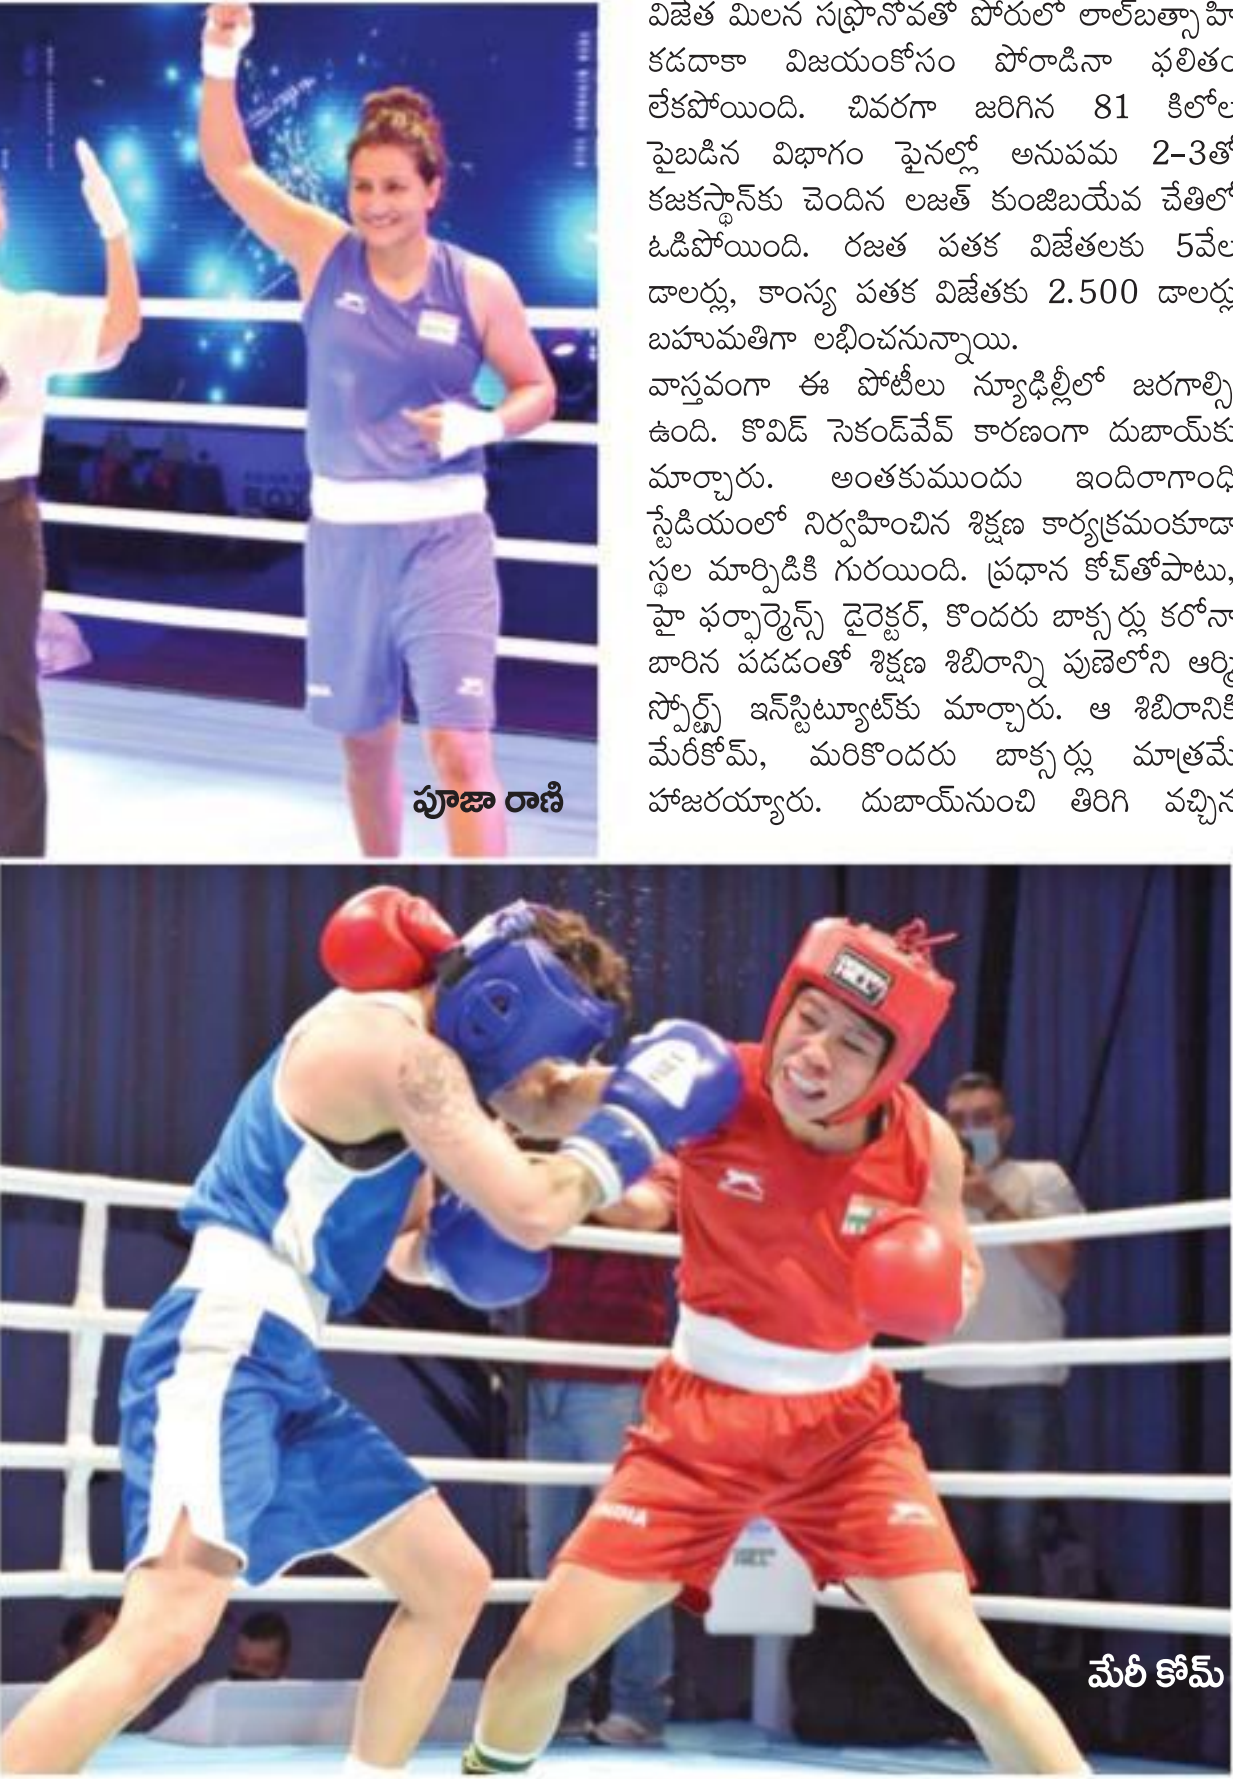 విజేత మిలన సఫ్రొనోవతో పోరులో లాల్‌బత్సాహి
కడదాకా విజయంకోసం పోరాడినా ఫలితం
లేకపోయింది. చివరగా జరిగిన 81 కిలోల
పైబడిన విభాగం ఫైనల్లో అనుపమ 2-3తో
కజకస్థాన్‌కు చెందిన లజత్ కుంజిబయేవ చేతిలో
ఓడిపోయింది. రజత పతక విజేతలకు 5వేల
డాలర్లు, కాంస్య పతక విజేతకు 2.500 డాలర్లు
బహుమతిగా లభించనున్నాయి.
వాస్తవంగా ఈ పోటీలు న్యూఢిల్లీలో జరగాల్సి
ఉంది. కొవిడ్ సెకండ్‌వేవ్ కారణంగా దుబాయ్‌కు
మార్చారు. అంతకుముందు ఇందిరాగాంధి
స్టేడియంలో నిర్వహించిన శిక్షణ కార్యక్రమంకూడా
స్థల మార్పిడికి గురయింది. ప్రధాన కోచ్‌తోపాటు,
హై ఫర్ఫార్మెన్స్ డైరెక్టర్, కొందరు బాక్సర్లు కరోనా
బారిన పడడంతో శిక్షణ శిబిరాన్ని పుణెలోని ఆర్మి
స్పోర్ట్స్ ఇన్‌స్టిట్యూట్‌కు మార్చారు. ఆ శిబిరానికి
మేరీకోమ్, మరికొందరు బాక్సర్లు మాత్రమే
హాజరయ్యారు. దుబాయ్‌నుంచి తిరిగి వచ్చిన
పూజా రాణి
INDIA
మేరీ కోమ్